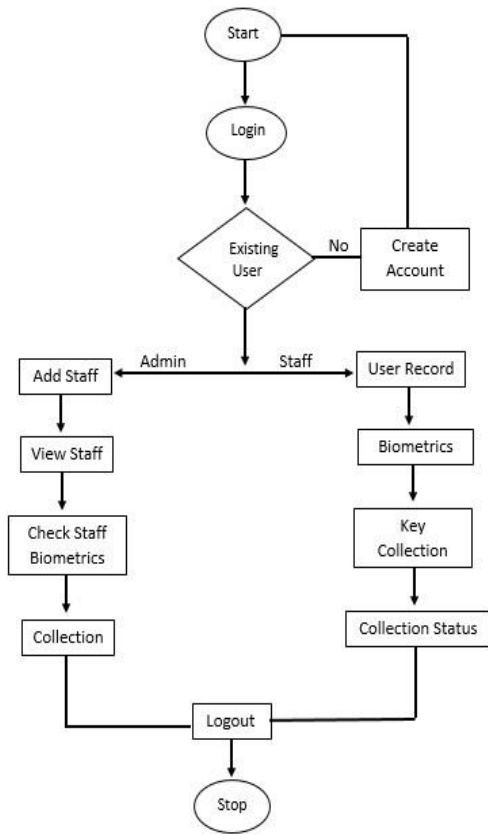 Start
Login
Existing
User
No
Create
Account
Admin
Staff
Add Staff
User Record
View Staff
Biometrics
Check Staff
Biometrics
Key
Collection
Collection
Collection Status
Logout
Stop